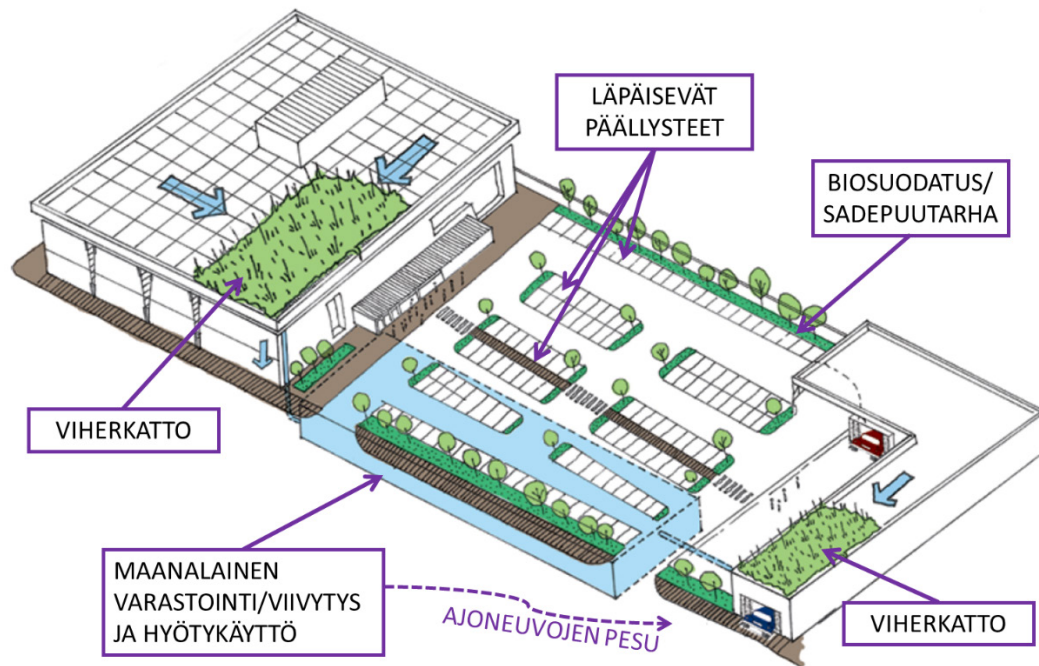 LÄPÄISEVÄT
PÄÄLLYSTEET
BIOSUODATUS/
SADEPUUTARHA
VIHERKATTO
MAANALAINEN
VARASTOINTI/VIIVYTYS
JA HYÖTYKÄYTTÖ
AJONEUVOJEN PESU
VIHERKATTO